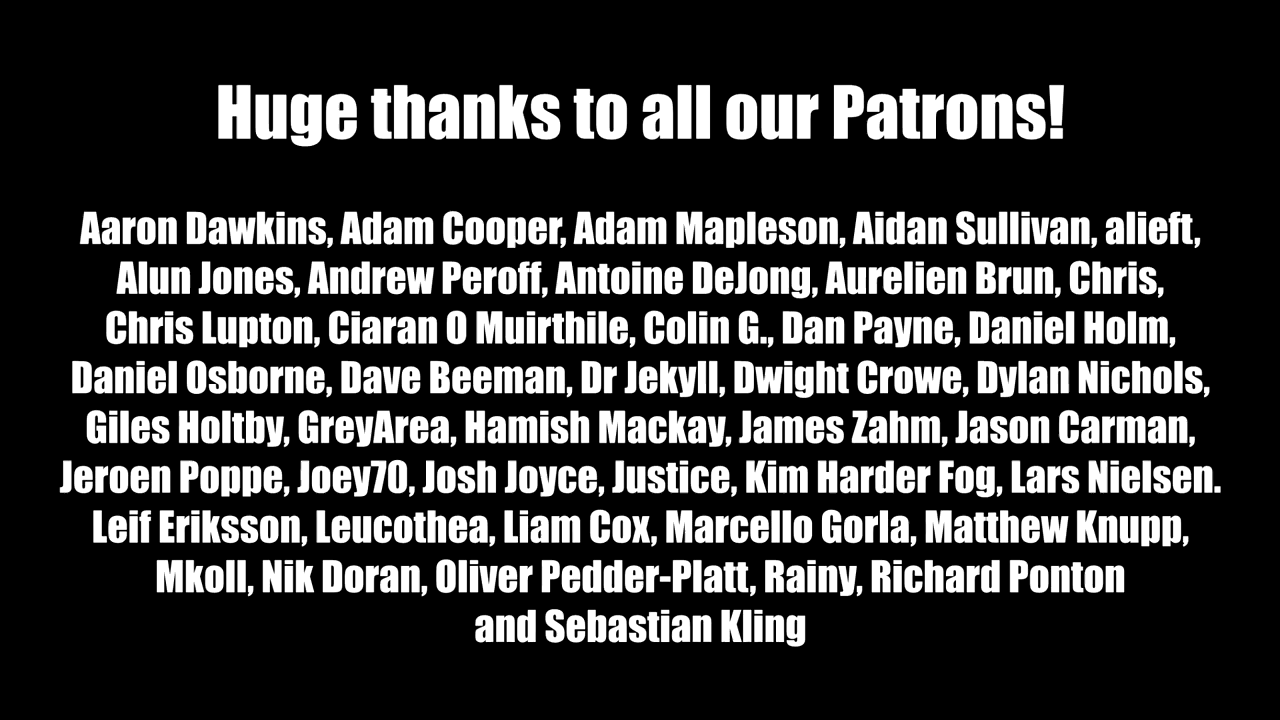 Huge thanks to all our Patrons!
Aaron Dawkins, Adam Cooper, Adam Mapleson, Aidan Sullivan, alieft,
Alun Jones, Andrew Peroff, Antoine DeJong, Aurelien Brun, Chris,
Chris Lupton, Ciaran O Muirthile, Colin G., Dan Payne, Daniel Holm,
Daniel Osborne, Dave Beeman, Dr Jekyll, Dwight Crowe, Dylan Nichols,
Giles Holtby, GreyArea, Hamish Mackay, James Zahm, Jason Carman,
Jeroen Poppe, Joey70, Josh Joyce, Justice, Kim Harder Fog, Lars Nielsen.
Leif Eriksson, Leucothea, Liam Cox, Marcello Gorla, Matthew Knupp,
Mkoll, Nik Doran, Oliver Pedder-Platt, Rainy, Richard Ponton
and Sebastian Kling